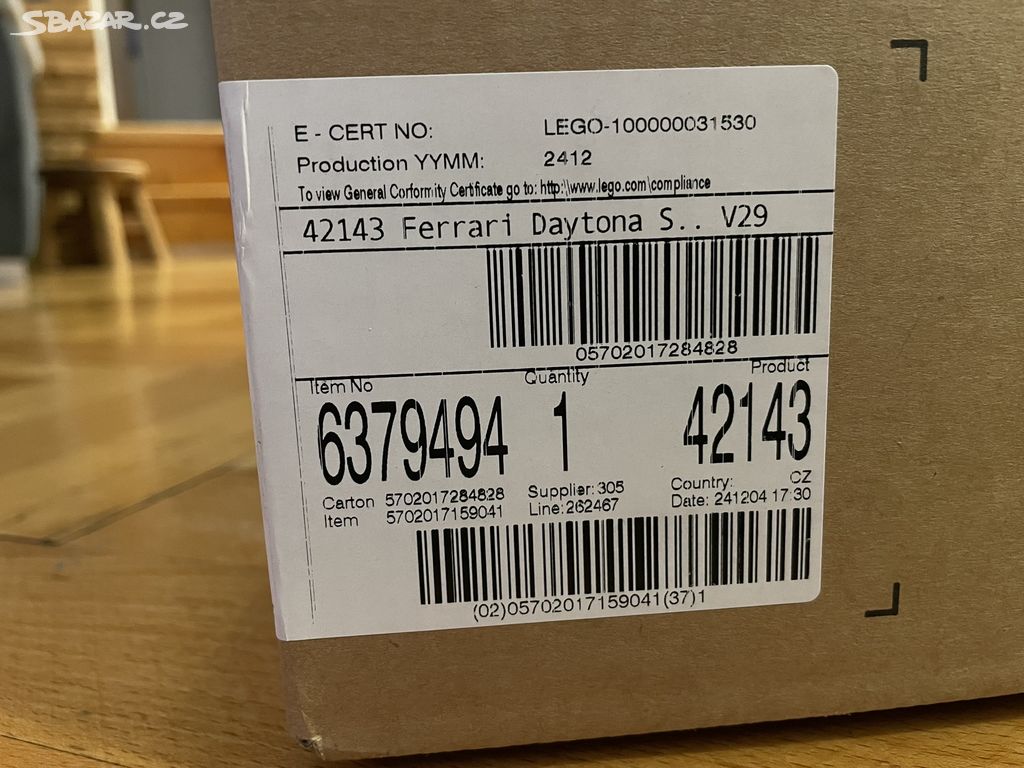 SBAZAR.CZ
E - CERT NO: LEGO-100000031530
Production YYMM: 2412
To view General Corformity Certficate go to: http:\\www.lego.com\compliance
42143 Ferrari Daytona S.. V29
05702017284828
Item No Quantity Product
6379494 1 42143
Carton 5702017284828 Supplier: 305 Country: CZ
Item 5702017159041 Line: 262467 Date: 241204 17:30
(02)05702017159041(37)1